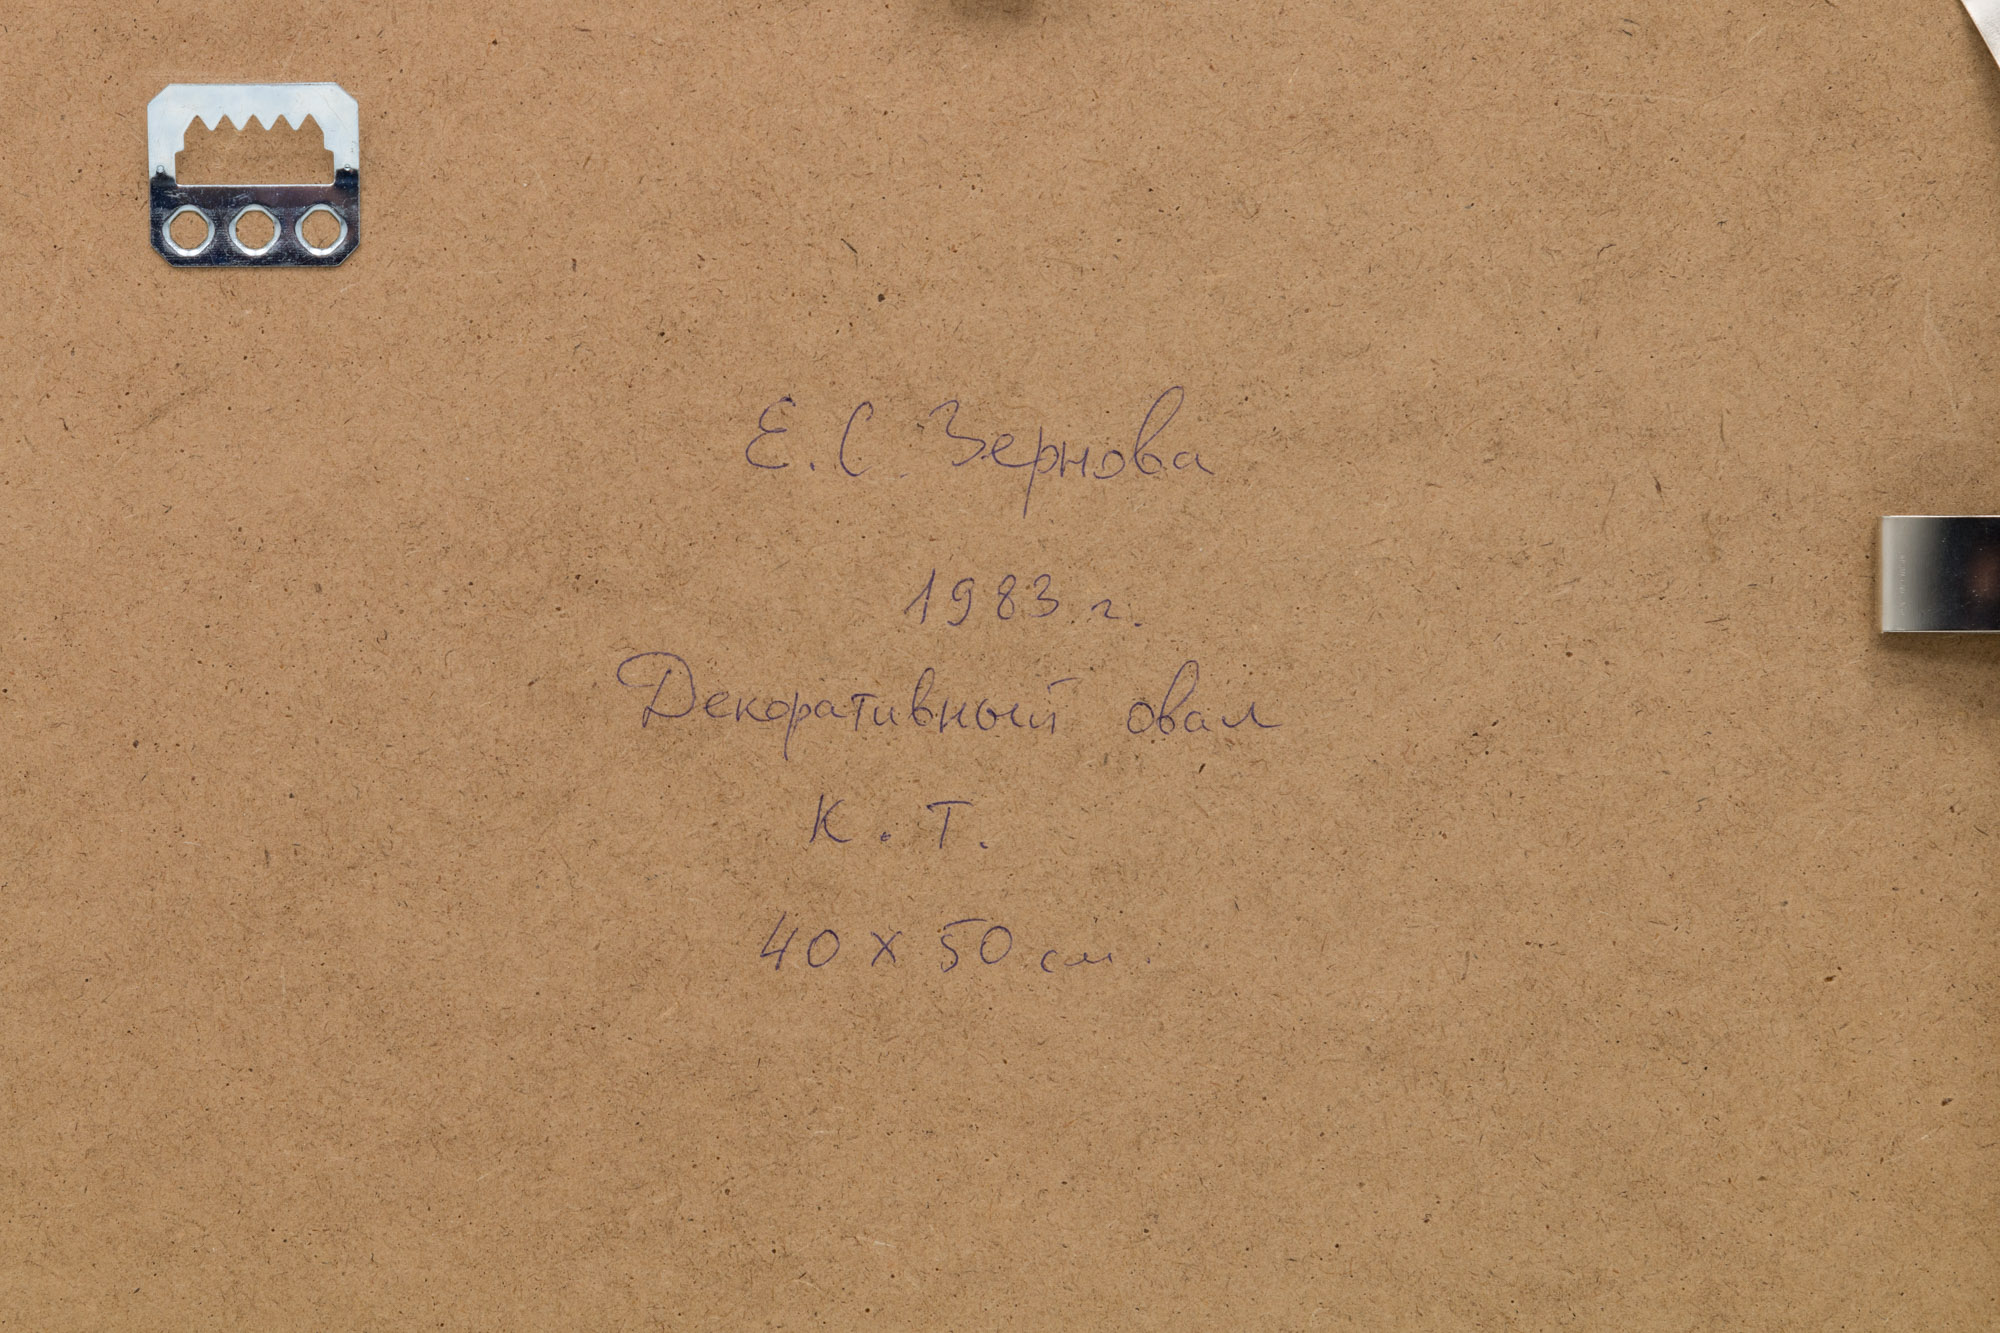 Е. С. Зернова
1983 г.
Декоративный овал
К. Т.
40 х 50 см.